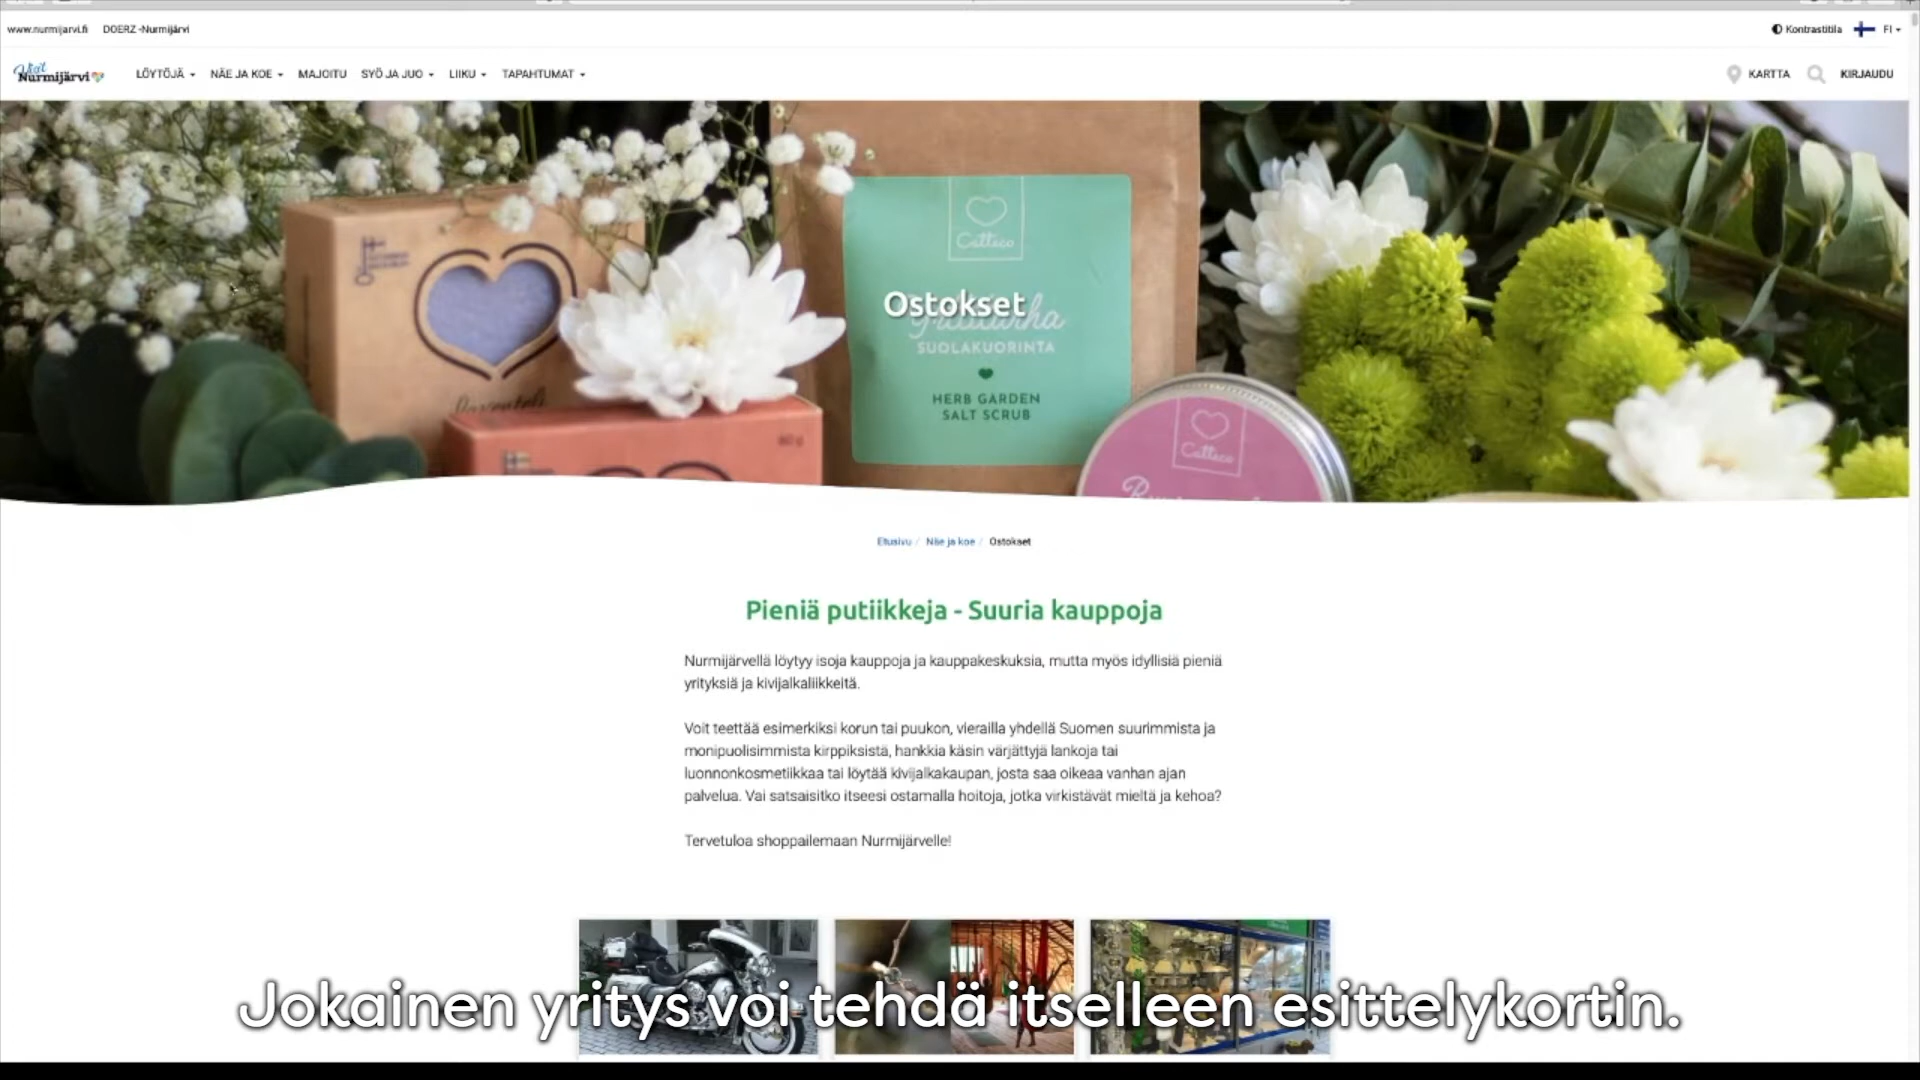 www.nurmijarvi.fi DOERZ -Nurmijärvi
Kontrastitila FI
Visit Nurmijärvi
LÖYTÖJÄ NÄE JA KOE MAJOITU SYÖ JA JUO LIIKU TAPAHTUMAT
KARTTA KIRJAUDU
Catteco
Ostokset
SUOLAKUORINTA
HERB GARDEN
SALT SCRUB
60 g
Catteco
Etusivu / Näe ja koe / Ostokset
Pieniä putiikkeja - Suuria kauppoja
Nurmijärvellä löytyy isoja kauppoja ja kauppakeskuksia, mutta myös idyllisiä pieniä
yrityksiä ja kivijalkaliikkeitä.
Voit teettää esimerkiksi korun tai puukon, vierailla yhdellä Suomen suurimmista ja
monipuolisimmista kirppiksistä, hankkia käsin värjättyjä lankoja tai
luonnonkosmetiikkaa tai löytää kivijalkakaupan, josta saa oikeaa vanhan ajan
palvelua. Vai satsaisitko itseesi ostamalla hoitoja, jotka virkistävät mieltä ja kehoa?
Tervetuloa shoppailemaan Nurmijärvelle!
Jokainen yritys voi tehdä itselleen esittelykortin.